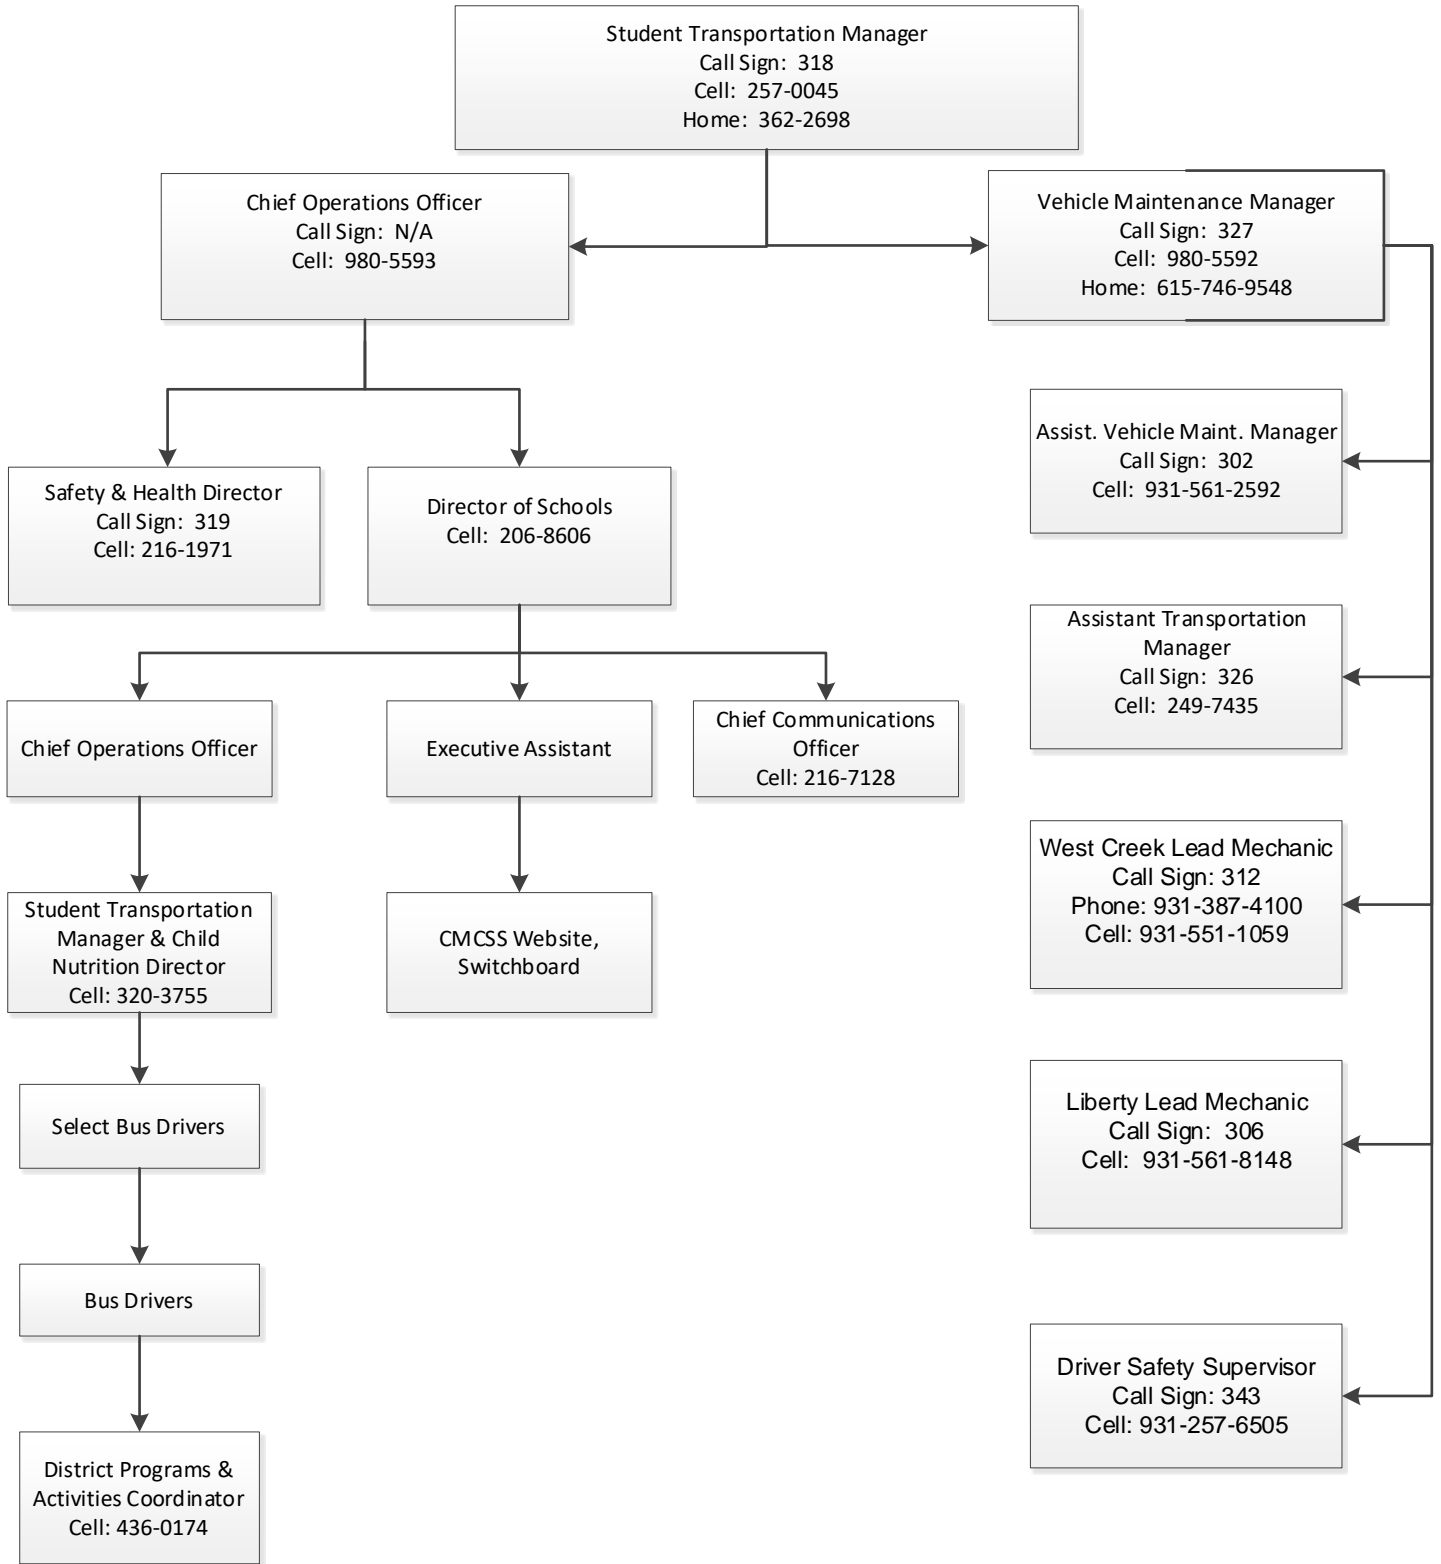 Student Transportation Manager
Call Sign: 318
Cell: 257-0045
Home: 362-2698
Chief Operations Officer
Call Sign: N/A
Cell: 980-5593
Vehicle Maintenance Manager
Call Sign: 327
Cell: 980-5592
Home: 615-746-9548
Assist. Vehicle Maint. Manager
Call Sign: 302
Cell: 931-561-2592
Safety & Health Director
Call Sign: 319
Cell: 216-1971
Director of Schools
Cell: 206-8606
Assistant Transportation
Manager
Call Sign: 326
Cell: 249-7435
Chief Operations Officer
Executive Assistant
Chief Communications
Officer
Cell: 216-7128
West Creek Lead Mechanic
Call Sign: 312
Phone: 931-387-4100
Cell: 931-551-1059
Student Transportation
Manager & Child
Nutrition Director
Cell: 320-3755
CMCSS Website,
Switchboard
Liberty Lead Mechanic
Call Sign: 306
Cell: 931-561-8148
Select Bus Drivers
Bus Drivers
Driver Safety Supervisor
Call Sign: 343
Cell: 931-257-6505
District Programs &
Activities Coordinator
Cell: 436-0174